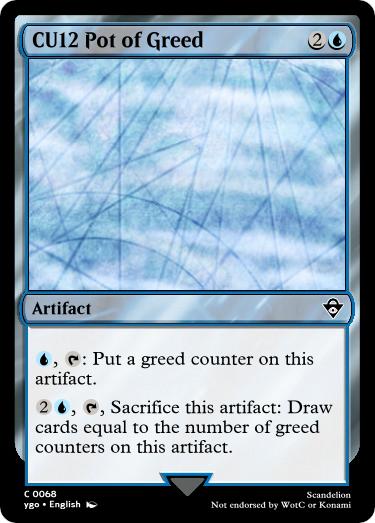 CU12 Pot of Greed 2
Artifact
, : Put a greed counter on this
artifact.
2 , , Sacrifice this artifact: Draw
cards equal to the number of greed
counters on this artifact.
C 0068 Scandelion
ygo • English Not endorsed by WotC or Konami